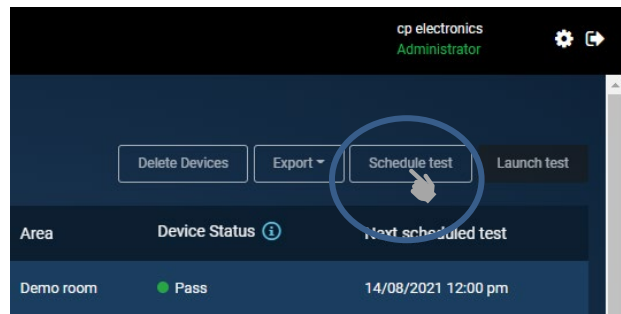 cp electronics
Administrator
Delete Devices Export Schedule test Launch test
Area Device Status Next scheduled test
Demo room Pass 14/08/2021 12:00 pm